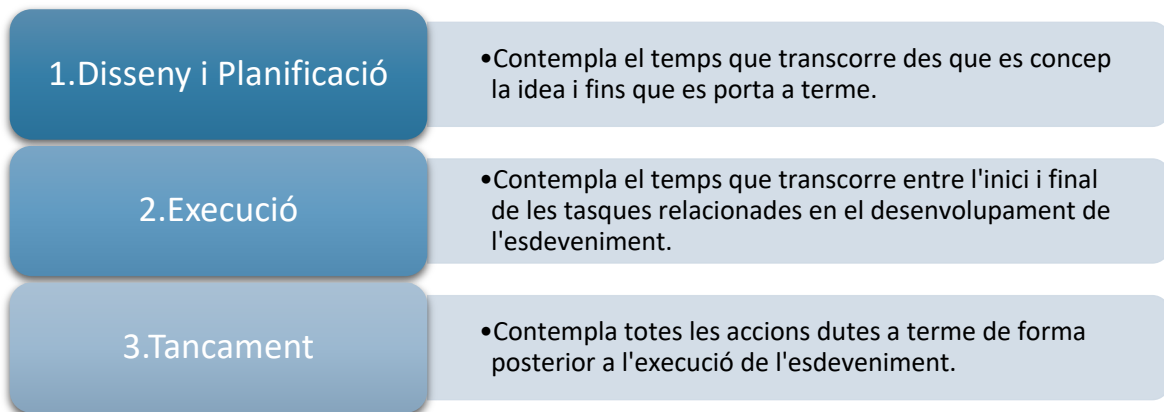 1.Disseny i Planificació
•Contempla el temps que transcorre des que es concep
la idea i fins que es porta a terme.
2.Execució
•Contempla el temps que transcorre entre l'inici i final
de les tasques relacionades en el desenvolupament de
l'esdeveniment.
3.Tancament
•Contempla totes les accions dutes a terme de forma
posterior a l'execució de l'esdeveniment.